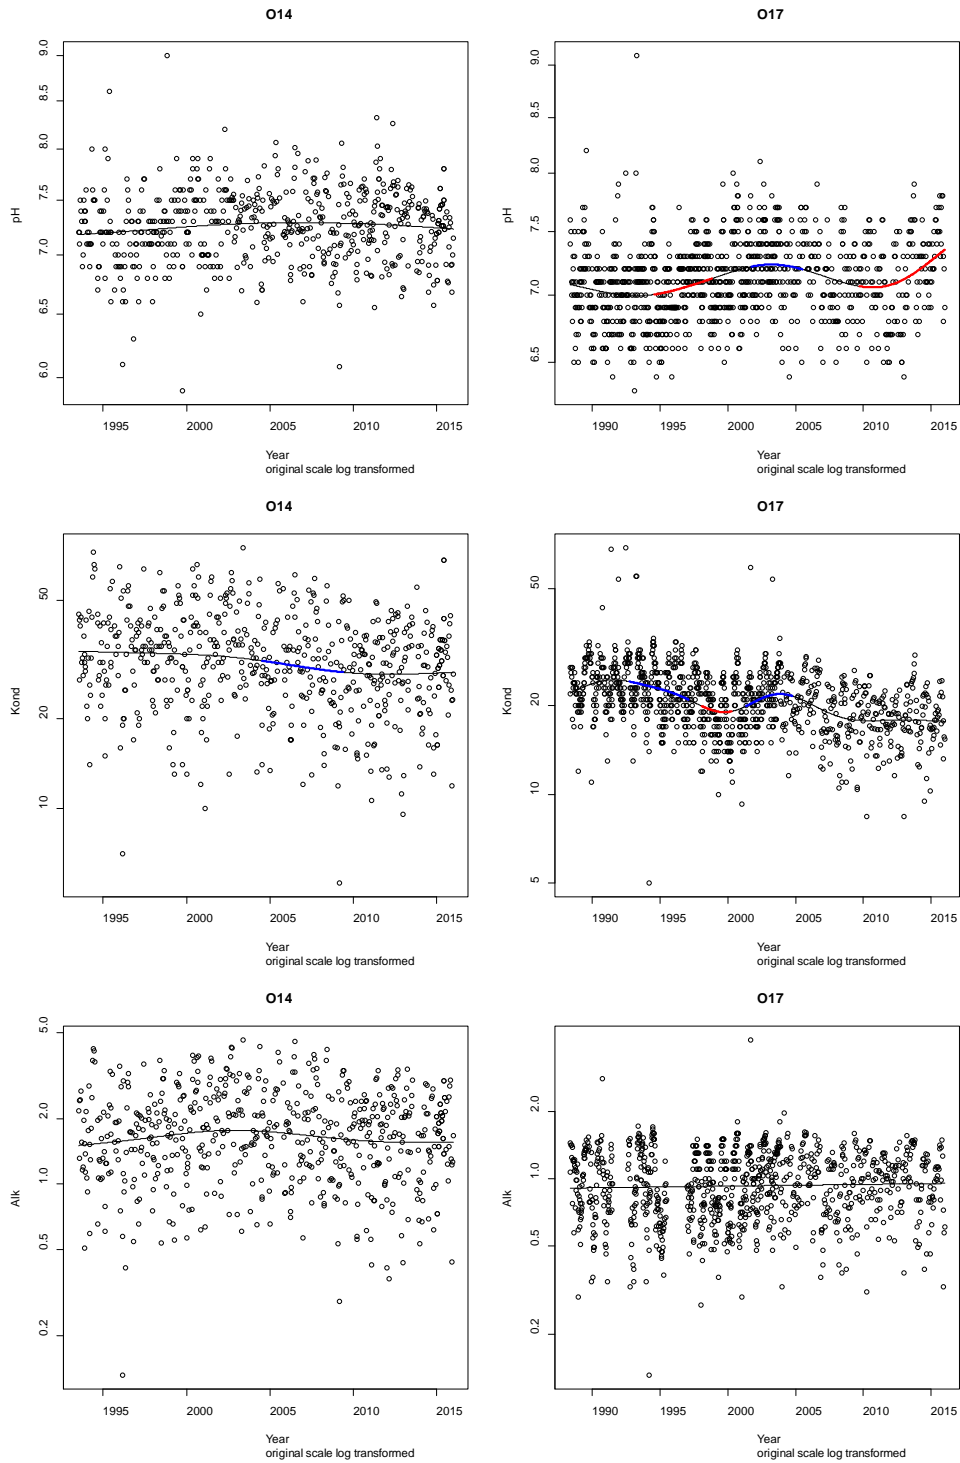 O14
O17
9.0
8.5
8.0
7.5
7.0
6.5
6.0
pH
1995 2000 2005 2010 2015
Year
original scale log transformed
9.0
8.5
8.0
7.5
7.0
6.5
pH
1990 1995 2000 2005 2010 2015
Year
original scale log transformed
O14
O17
50
20
10
Kond
1995 2000 2005 2010 2015
Year
original scale log transformed
50
20
10
5
Kond
1990 1995 2000 2005 2010 2015
Year
original scale log transformed
O14
O17
5.0
2.0
1.0
0.5
0.2
Alk
1995 2000 2005 2010 2015
Year
original scale log transformed
2.0
1.0
0.5
0.2
Alk
1990 1995 2000 2005 2010 2015
Year
original scale log transformed